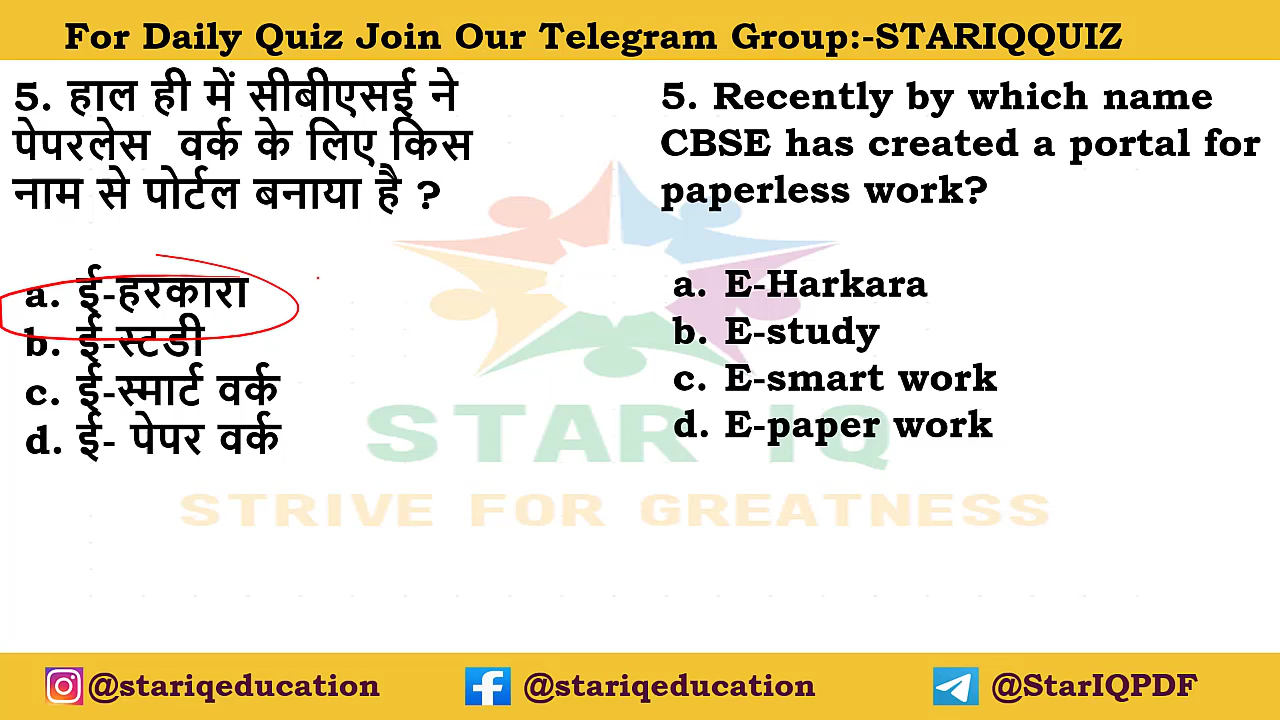 For Daily Quiz Join Our Telegram Group:-STARIQQUIZ
5. हाल ही में सीबीएसई ने
पेपरलेस वर्क के लिए किस
नाम से पोर्टल बनाया है ?
a. ई-हरकारा
b. ई-स्टडी
c. ई-स्मार्ट वर्क
d. ई- पेपर वर्क
5. Recently by which name
CBSE has created a portal for
paperless work?
a. E-Harkara
b. E-study
c. E-smart work
d. E-paper work
STAR IQ
STRIVE FOR GREATNESS
@stariqeducation
@stariqeducation
@StarIQPDF